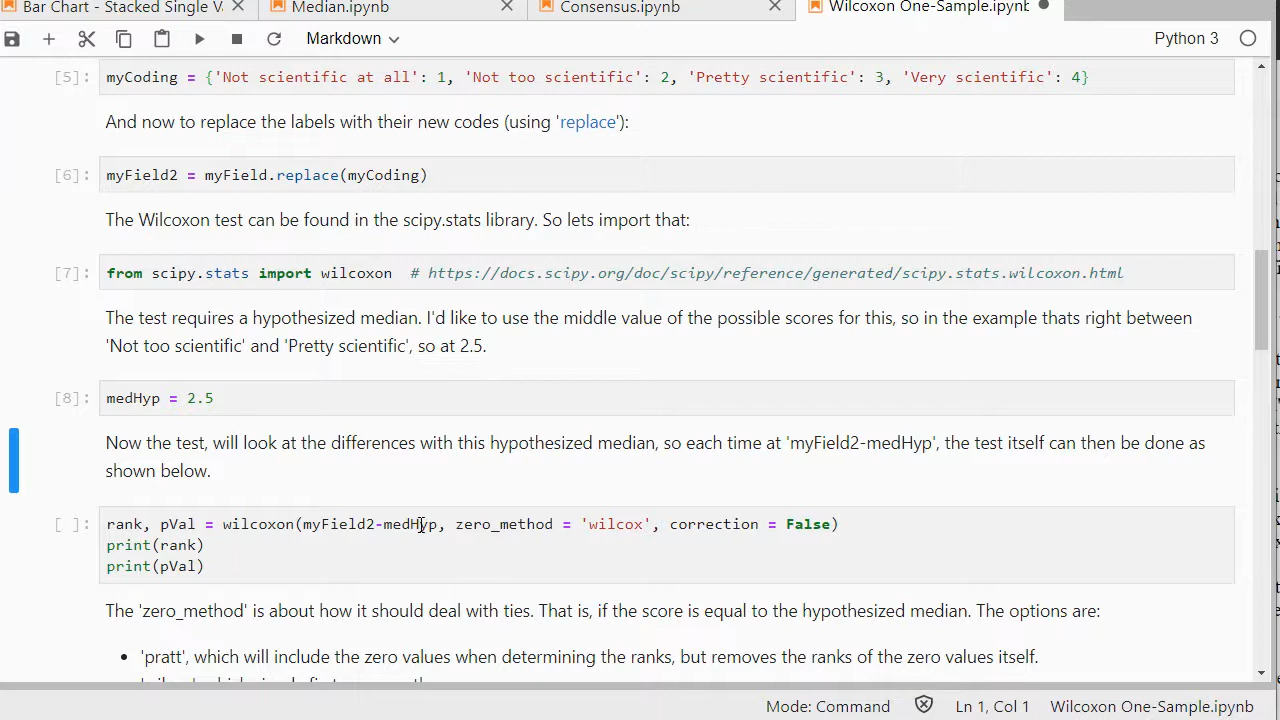 Bar Chart - Stacked Single Va
Median.ipynb
Consensus.ipynb
Wilcoxon One-Sample.ipynb
Markdown
Python 3
[5]: myCoding = {'Not scientific at all': 1, 'Not too scientific': 2, 'Pretty scientific': 3, 'Very scientific': 4}
And now to replace the labels with their new codes (using 'replace'):
[6]: myField2 = myField.replace(myCoding)
The Wilcoxon test can be found in the scipy.stats library. So lets import that:
[7]: from scipy.stats import wilcoxon # https://docs.scipy.org/doc/scipy/reference/generated/scipy.stats.wilcoxon.html
The test requires a hypothesized median. I'd like to use the middle value of the possible scores for this, so in the example thats right between
'Not too scientific' and 'Pretty scientific', so at 2.5.
[8]: medHyp = 2.5
Now the test, will look at the differences with this hypothesized median, so each time at 'myField2-medHyp', the test itself can then be done as
shown below.
[ ]: rank, pVal = wilcoxon(myField2-medHyp, zero_method = 'wilcox', correction = False)
print(rank)
print(pVal)
The 'zero_method' is about how it should deal with ties. That is, if the score is equal to the hypothesized median. The options are:
• 'pratt', which will include the zero values when determining the ranks, but removes the ranks of the zero values itself.
Mode: Command
Ln 1, Col 1
Wilcoxon One-Sample.ipynb